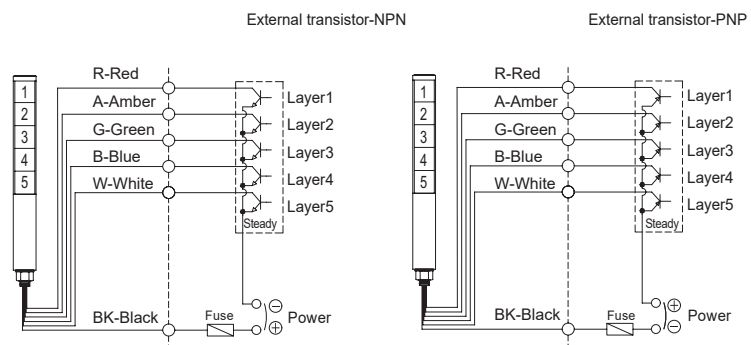 External transistor-NPN
R-Red
A-Amber
G-Green
B-Blue
W-White
BK-Black
1
2
3
4
5
Layer1
Layer2
Layer3
Layer4
Layer5
Steady
Fuse
Power
External transistor-PNP
R-Red
A-Amber
G-Green
B-Blue
W-White
BK-Black
1
2
3
4
5
Layer1
Layer2
Layer3
Layer4
Layer5
Steady
Fuse
Power